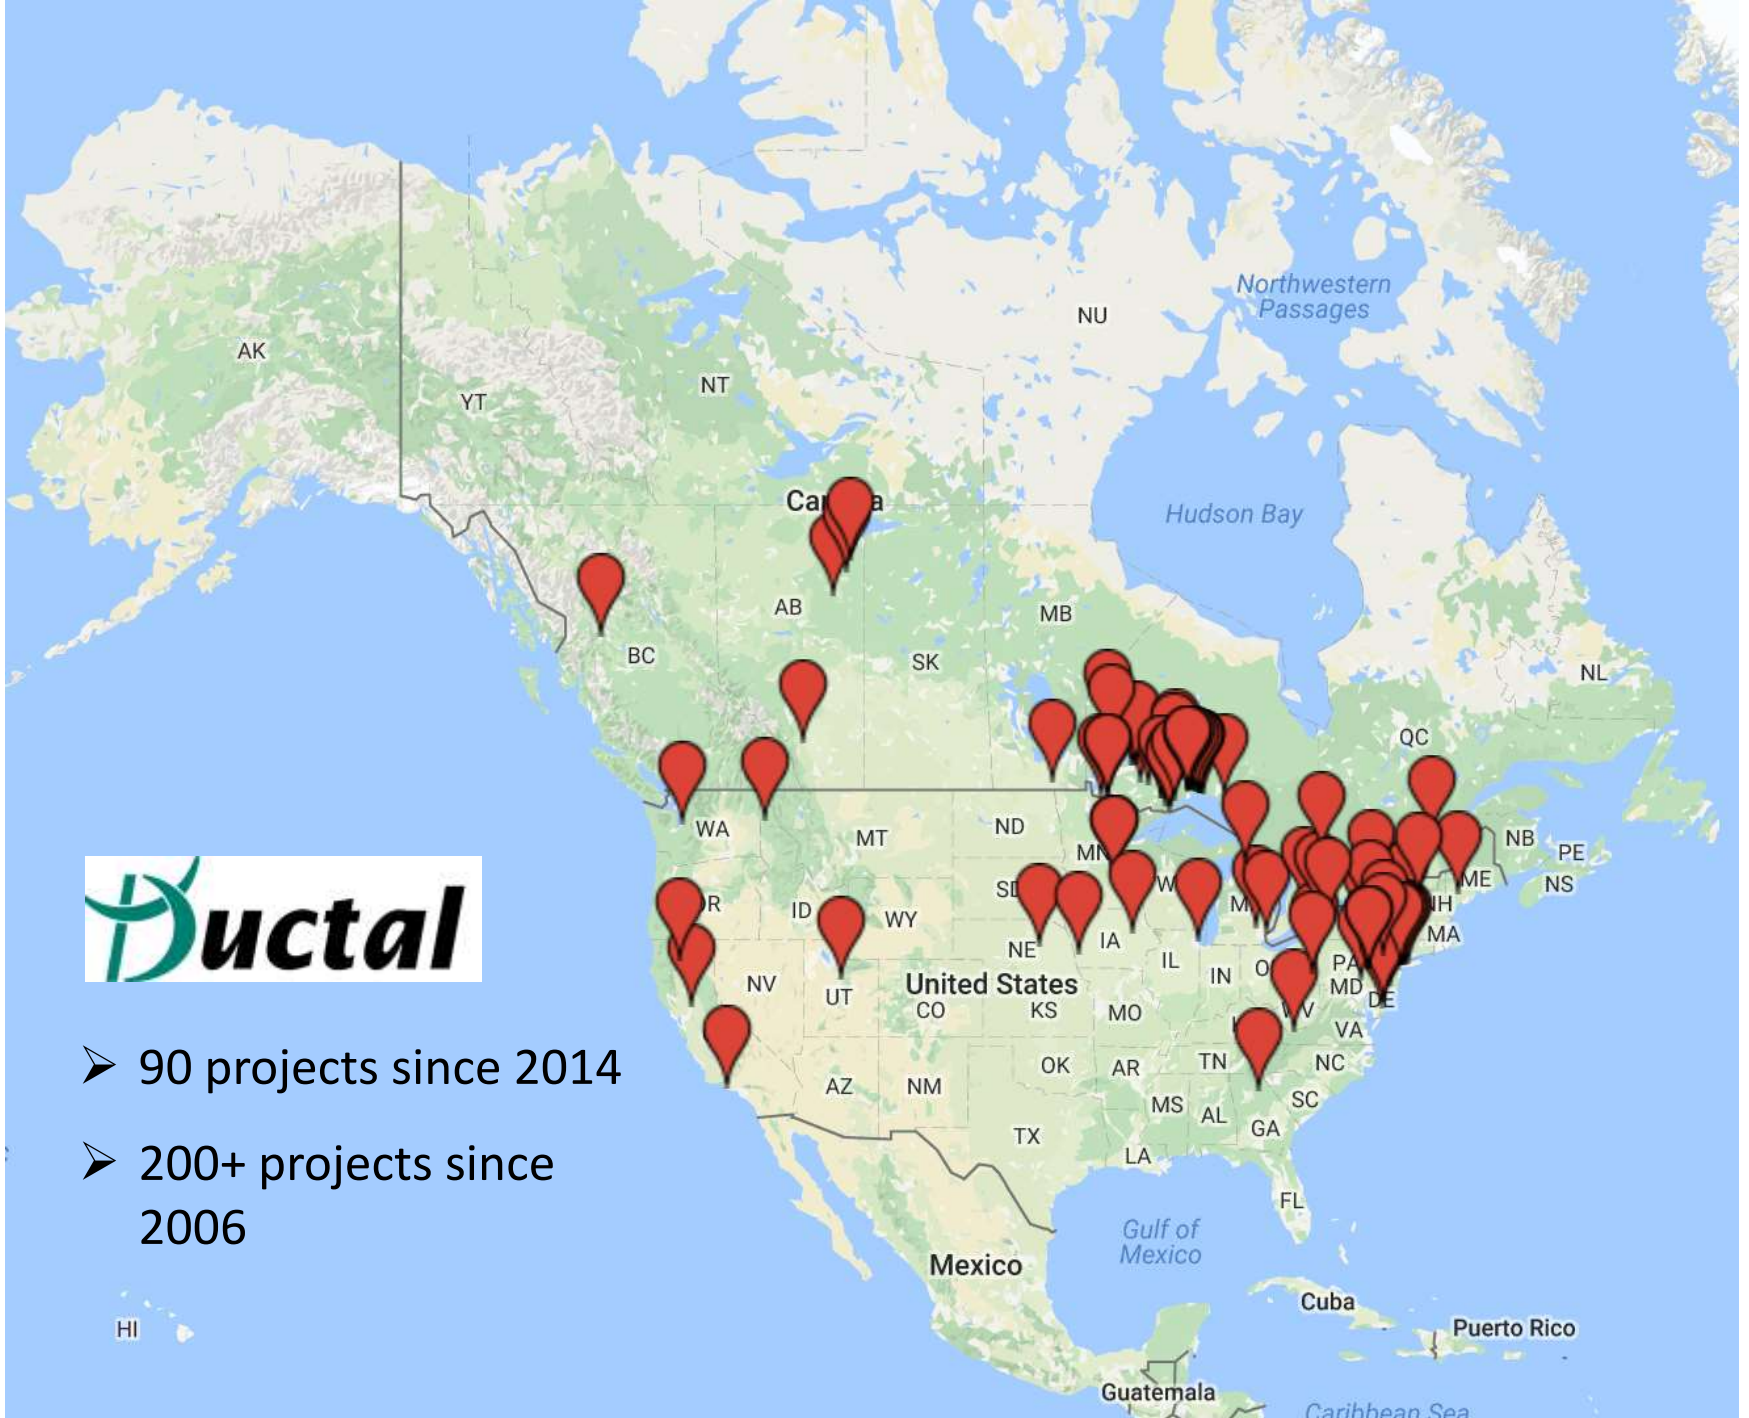 Northwestern
Passages
NU
AK
NT
YT
Hudson Bay
AB
MB
BC
SK
NL
QC
WA
MT
ND
MN
NB
PE
ME
NS
ID
WY
NE
IA
MA
IL
IN
PA
MD
DE
NV
UT
United States
CO
KS
MO
VA
OK
AR
TN
NC
AZ
NM
MS
AL
SC
GA
TX
LA
FL
Ductal
➢ 90 projects since 2014
➢ 200+ projects since
2006
Gulf of
Mexico
Mexico
Cuba
HI
Puerto Rico
Guatemala
Caribbean Sea